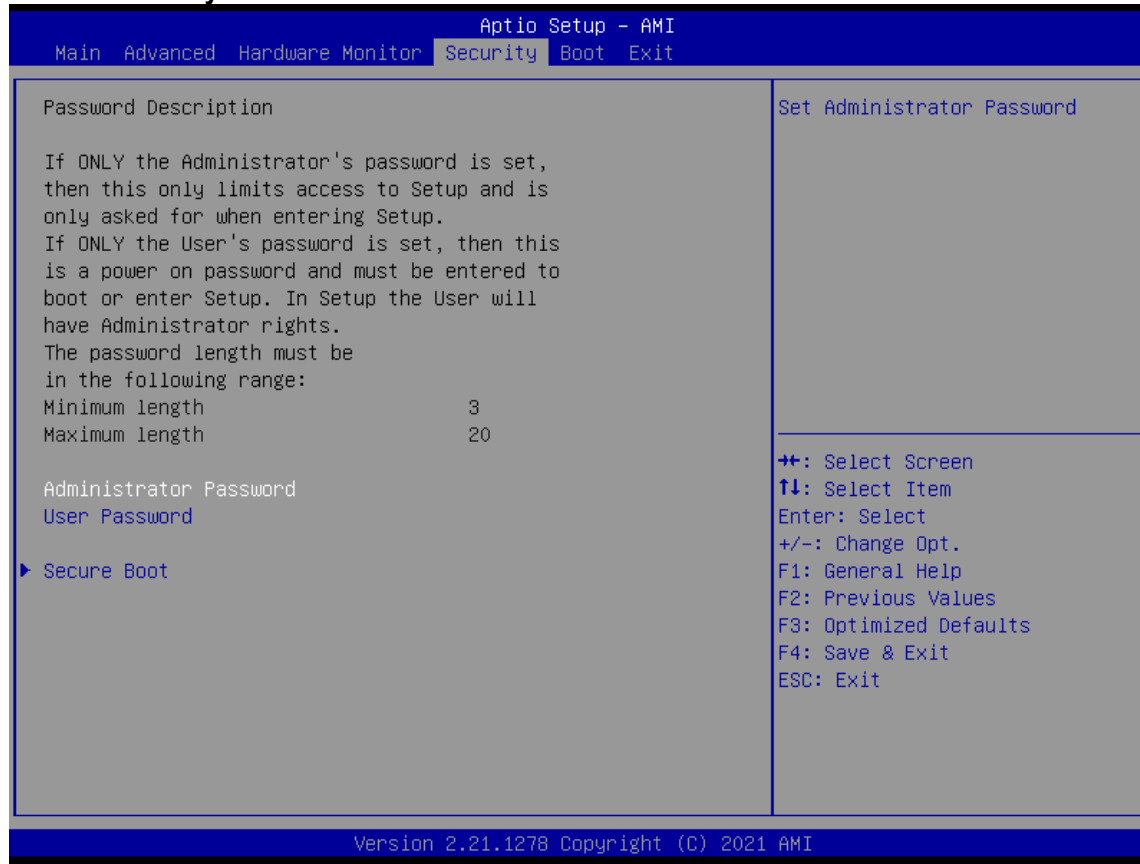 Aptio Setup – AMI
Main Advanced Hardware Monitor Security Boot Exit
Password Description
If ONLY the Administrator's password is set,
then this only limits access to Setup and is
only asked for when entering Setup.
If ONLY the User's password is set, then this
is a power on password and must be entered to
boot or enter Setup. In Setup the User will
have Administrator rights.
The password length must be
in the following range:
Minimum length 3
Maximum length 20
Administrator Password
User Password
▶ Secure Boot
Set Administrator Password
→←: Select Screen
↑↓: Select Item
Enter: Select
+/-: Change Opt.
F1: General Help
F2: Previous Values
F3: Optimized Defaults
F4: Save & Exit
ESC: Exit
Version 2.21.1278 Copyright (C) 2021 AMI